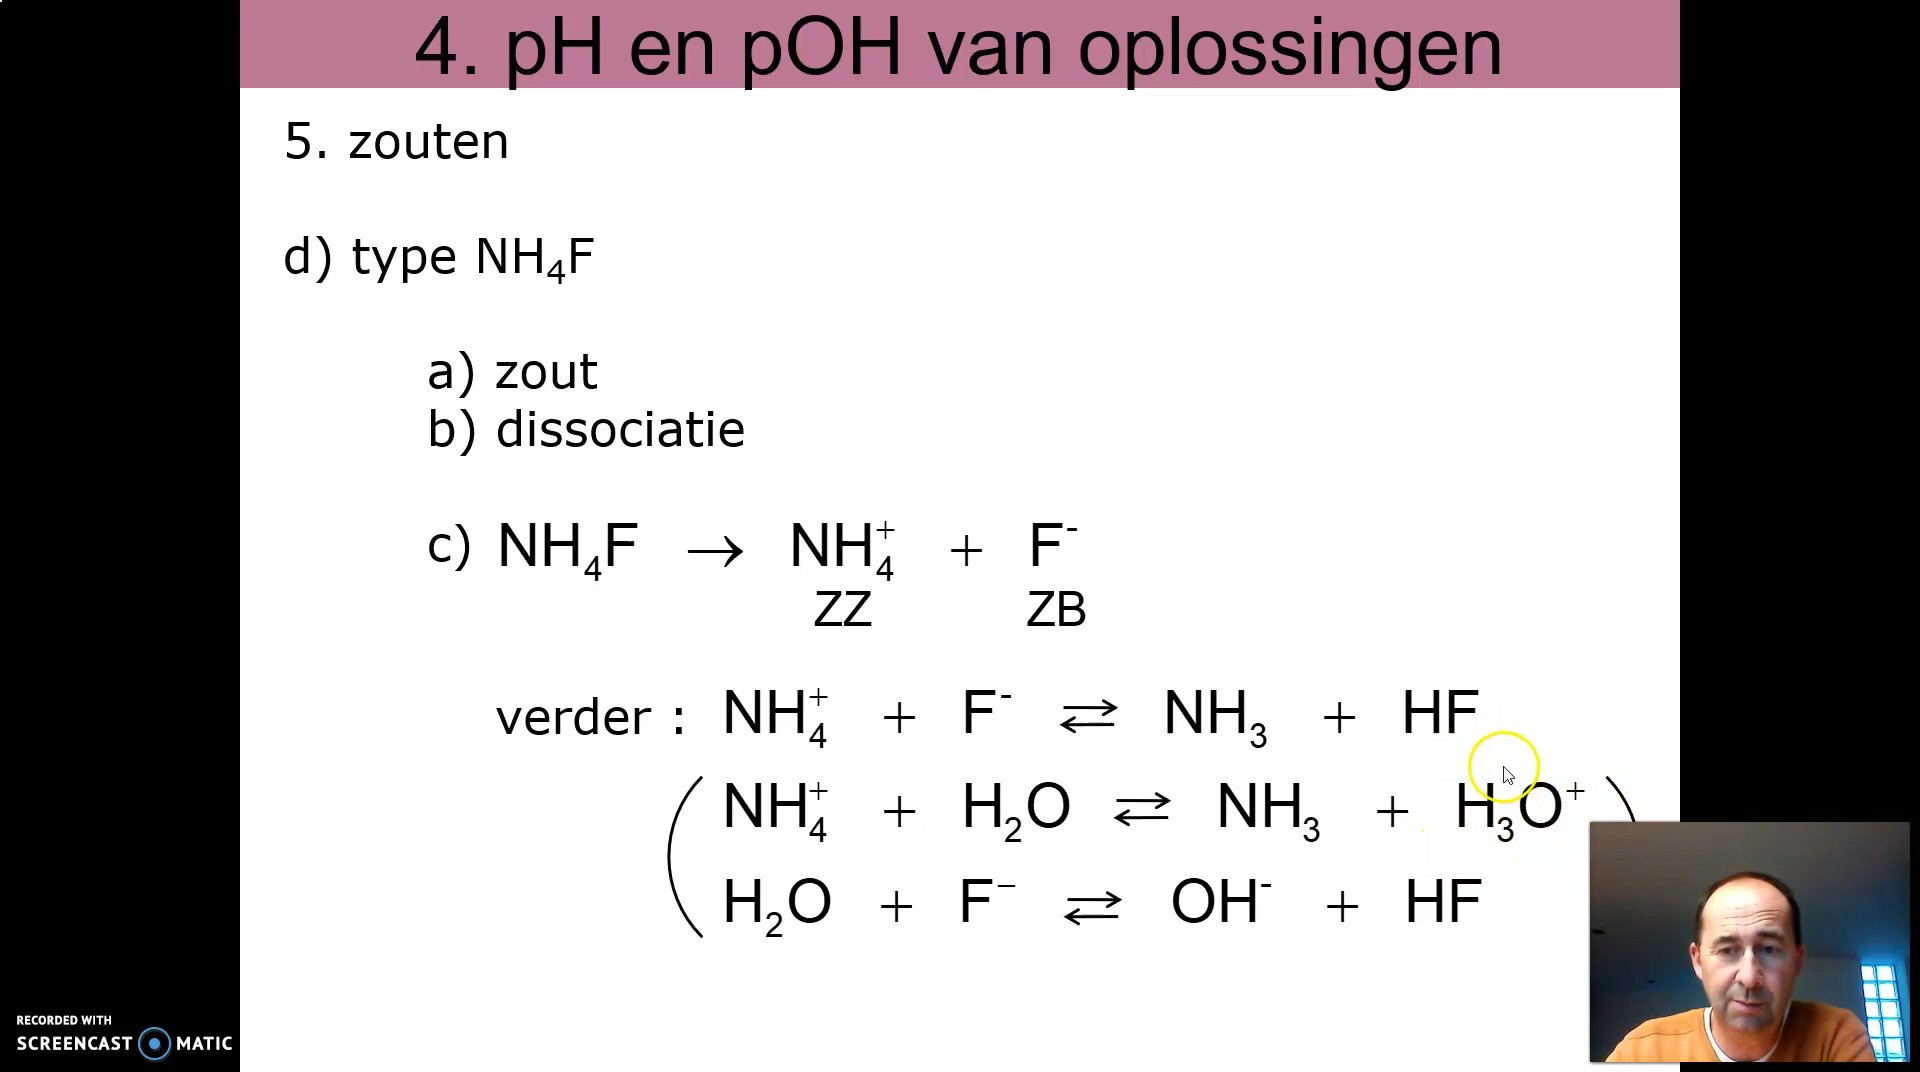 4. pH en pOH van oplossingen
5. zouten
d) type NH₄F
a) zout
b) dissociatie
c) NH₄F → NH₄⁺ + F⁻
ZZ ZB
verder : NH₄⁺ + F⁻ ⇄ NH₃ + HF
( NH₄⁺ + H₂O ⇄ NH₃ + H₃O⁺ )
H₂O + F⁻ ⇄ OH⁻ + HF
RECORDED WITH
SCREENCAST MATIC